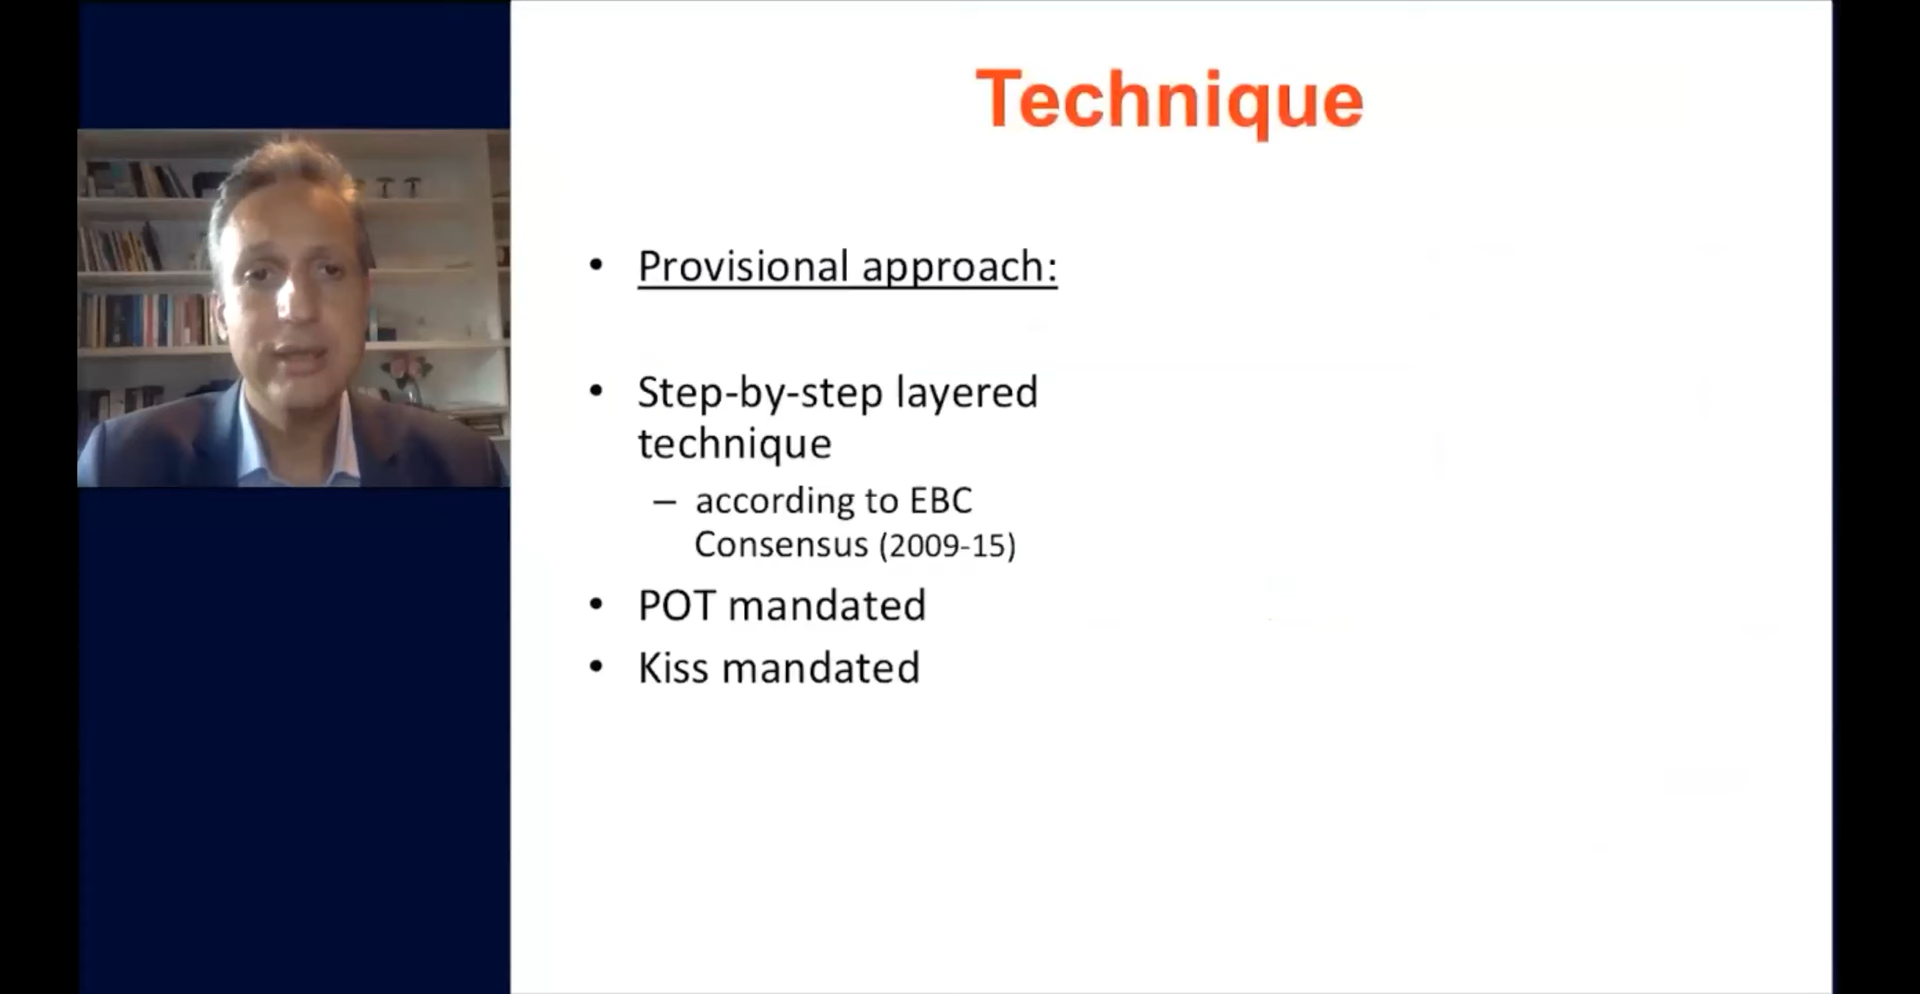 Technique
• Provisional approach:
• Step-by-step layered
technique
– according to EBC
Consensus (2009-15)
• POT mandated
• Kiss mandated